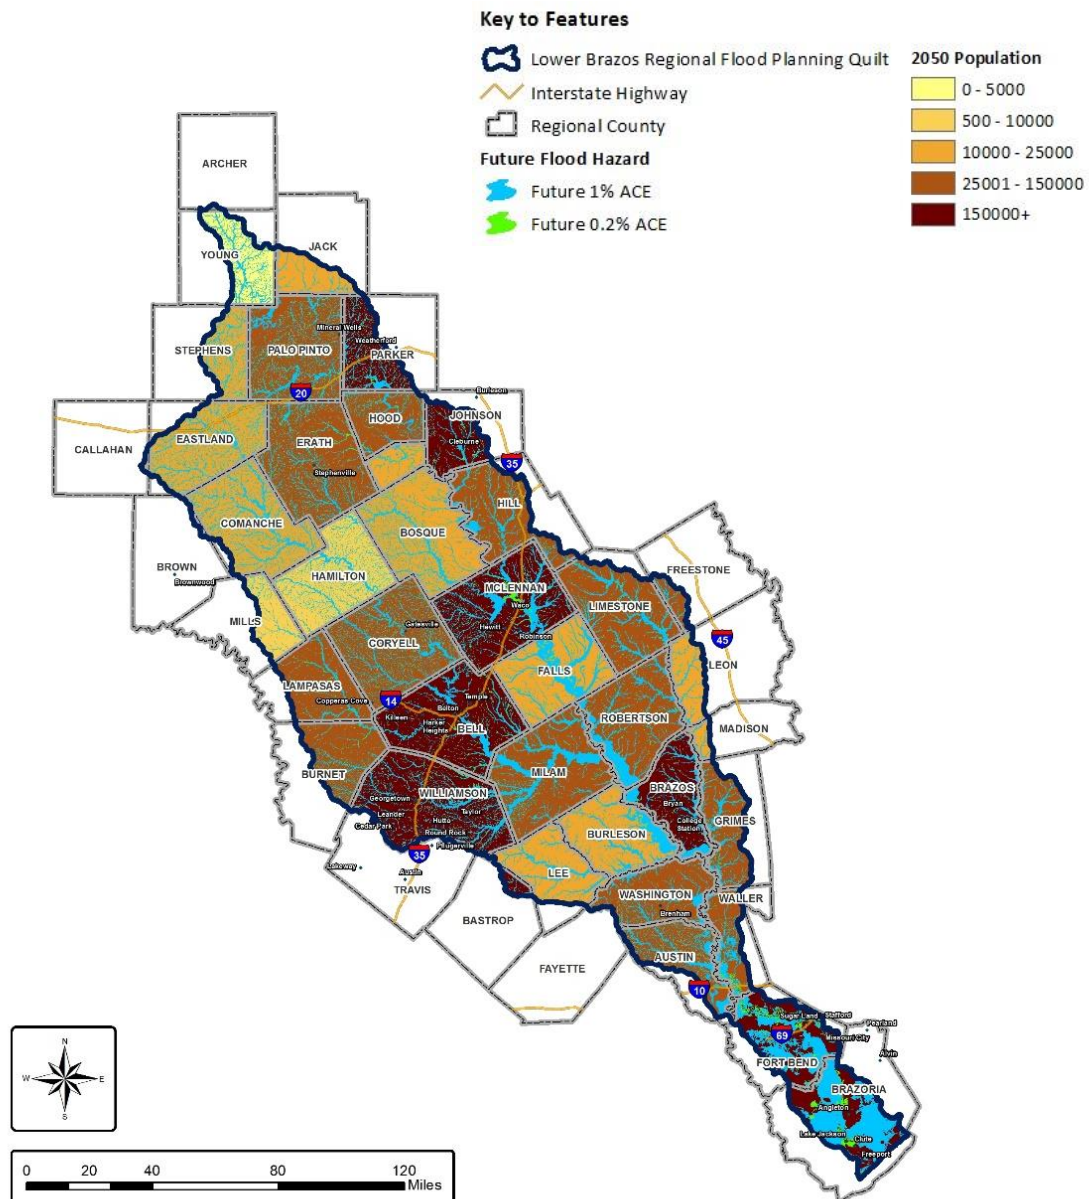 Key to Features
Lower Brazos Regional Flood Planning Quilt
Interstate Highway
Regional County
Future Flood Hazard
Future 1% ACE
Future 0.2% ACE
2050 Population
0 - 5000
500 - 10000
10000 - 25000
25001 - 150000
150000+
ARCHER
YOUNG
JACK
Mineral Wells
Weatherford
STEPHENS
PALO PINTO
PARKER
20
Burleson
HOOD
JOHNSON
EASTLAND
ERATH
Cleburne
CALLAHAN
35
Stephenville
HILL
COMANCHE
BOSQUE
BROWN
Brownwood
HAMILTON
FREESTONE
MCLENNAN
Waco
LIMESTONE
MILLS
Gatesville
Hewitt
Robinson
45
CORYELL
LEON
FALLS
LAMPASAS
Copperas Cove
14
Temple
Belton
Killeen
Harker
Heights
BELL
ROBERTSON
MADISON
BURNET
MILAM
WILLIAMSON
Georgetown
BRAZOS
Leander
Taylor
Bryan
Cedar Park
Hutto
College
Station
GRIMES
Round Rock
Pflugerville
BURLESON
35
Lakeway
Austin
LEE
TRAVIS
WASHINGTON
WALLER
BASTROP
Brenham
AUSTIN
FAYETTE
10
Sugar Land
Stafford
Pearland
69
Missouri City
Alvin
FORT BEND
BRAZORIA
Angleton
Lake Jackson
Clute
Freeport
N
W
E
S
0
20
40
80
120
Miles